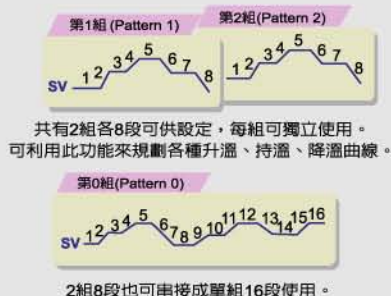 第1組 (Pattern 1)
第2組 (Pattern 2)
SV 1 2 3 4 5 6 7 8
1 2 3 4 5 6 7 8
共有2組各8段可供設定，每組可獨立使用。
可利用此功能來規劃各種升溫、持溫、降溫曲線。
第0組(Pattern 0)
SV 1 2 3 4 5 6 7 8 9 10 11 12 13 14 15 16
2組8段也可串接成單組16段使用。